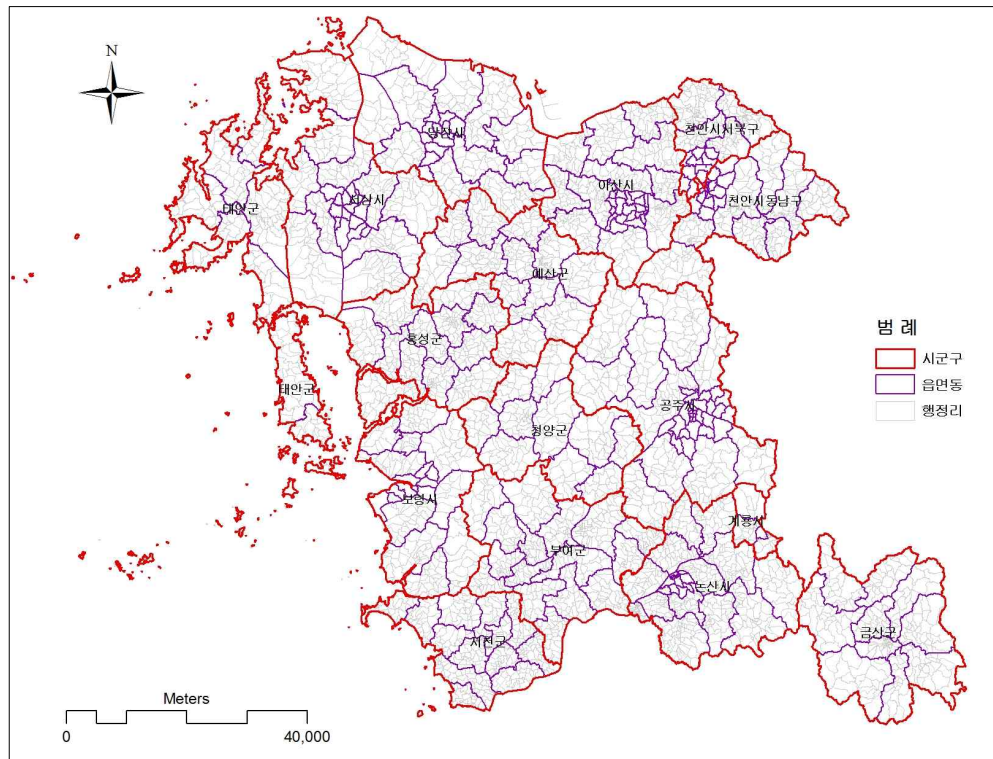 N
당진시
천안시서북구
아산시
서산시
천안시동남구
태안군
예산군
범 례
홍성군
시군구
읍면동
태안군
공주시
행정리
청양군
보령시
계룡시
부여군
논산시
금산군
서천군
Meters
0
40,000